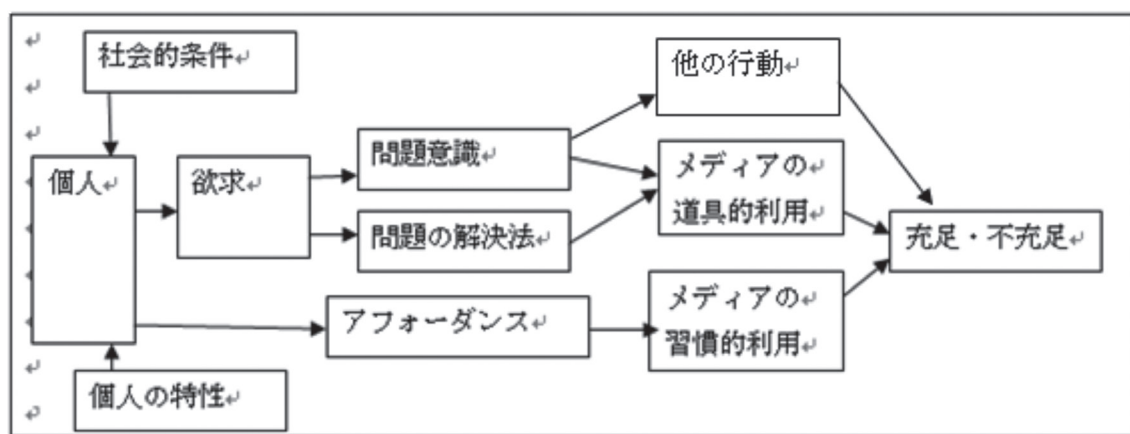 社会的条件
他の行動
問題意識
個人
欲求
メディアの
道具的利用
問題の解決法
充足・不充足
アフォーダンス
メディアの
習慣的利用
個人の特性